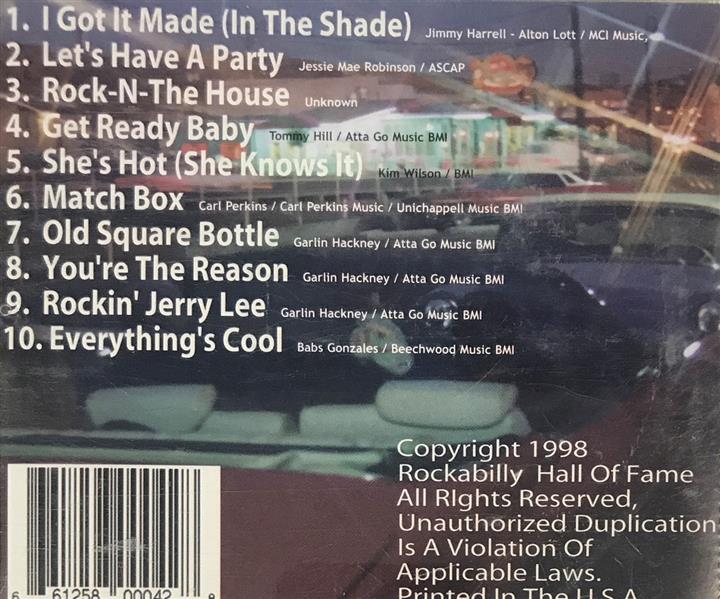 1. I Got It Made (In The Shade) Jimmy Harrell - Alton Lott / MCI Music,
2. Let's Have A Party Jessie Mae Robinson / ASCAP
3. Rock-N-The House Unknown
4. Get Ready Baby Tommy Hill / Atta Go Music BMI
5. She's Hot (She Knows It) Kim Wilson / BMI
6. Match Box Carl Perkins / Carl Perkins Music / Unichappell Music BMI
7. Old Square Bottle Garlin Hackney / Atta Go Music BMI
8. You're The Reason Garlin Hackney / Atta Go Music BMI
9. Rockin' Jerry Lee Garlin Hackney / Atta Go Music BMI
10. Everything's Cool Babs Gonzales / Beechwood Music BMI
Copyright 1998
Rockabilly Hall Of Fame
All RIghts Reserved,
Unauthorized Duplication
Is A Violation Of
Applicable Laws.
Printed In The U.S.A.
6 61258 00042 8